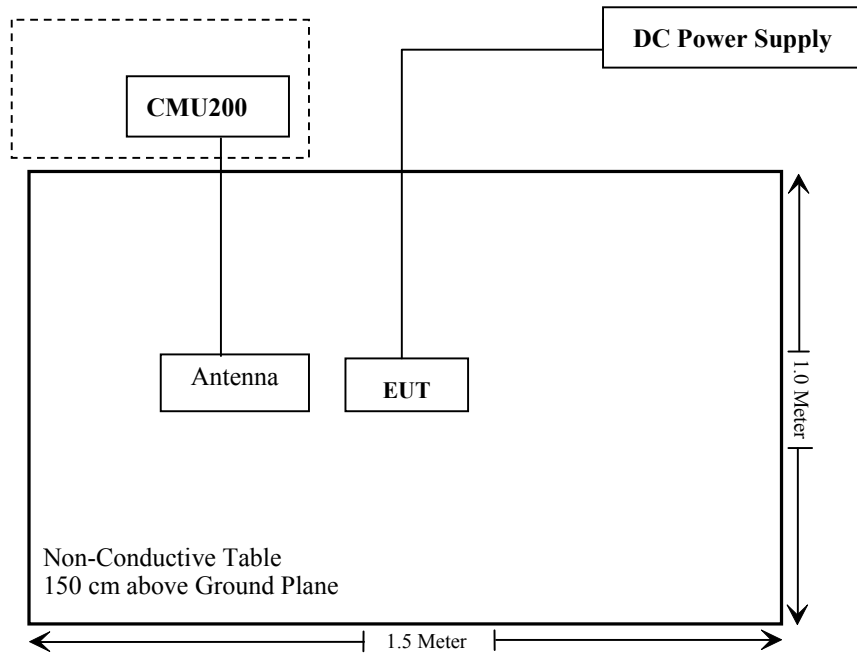 DC Power Supply
CMU200
Antenna
EUT
1.0 Meter
Non-Conductive Table
150 cm above Ground Plane
1.5 Meter